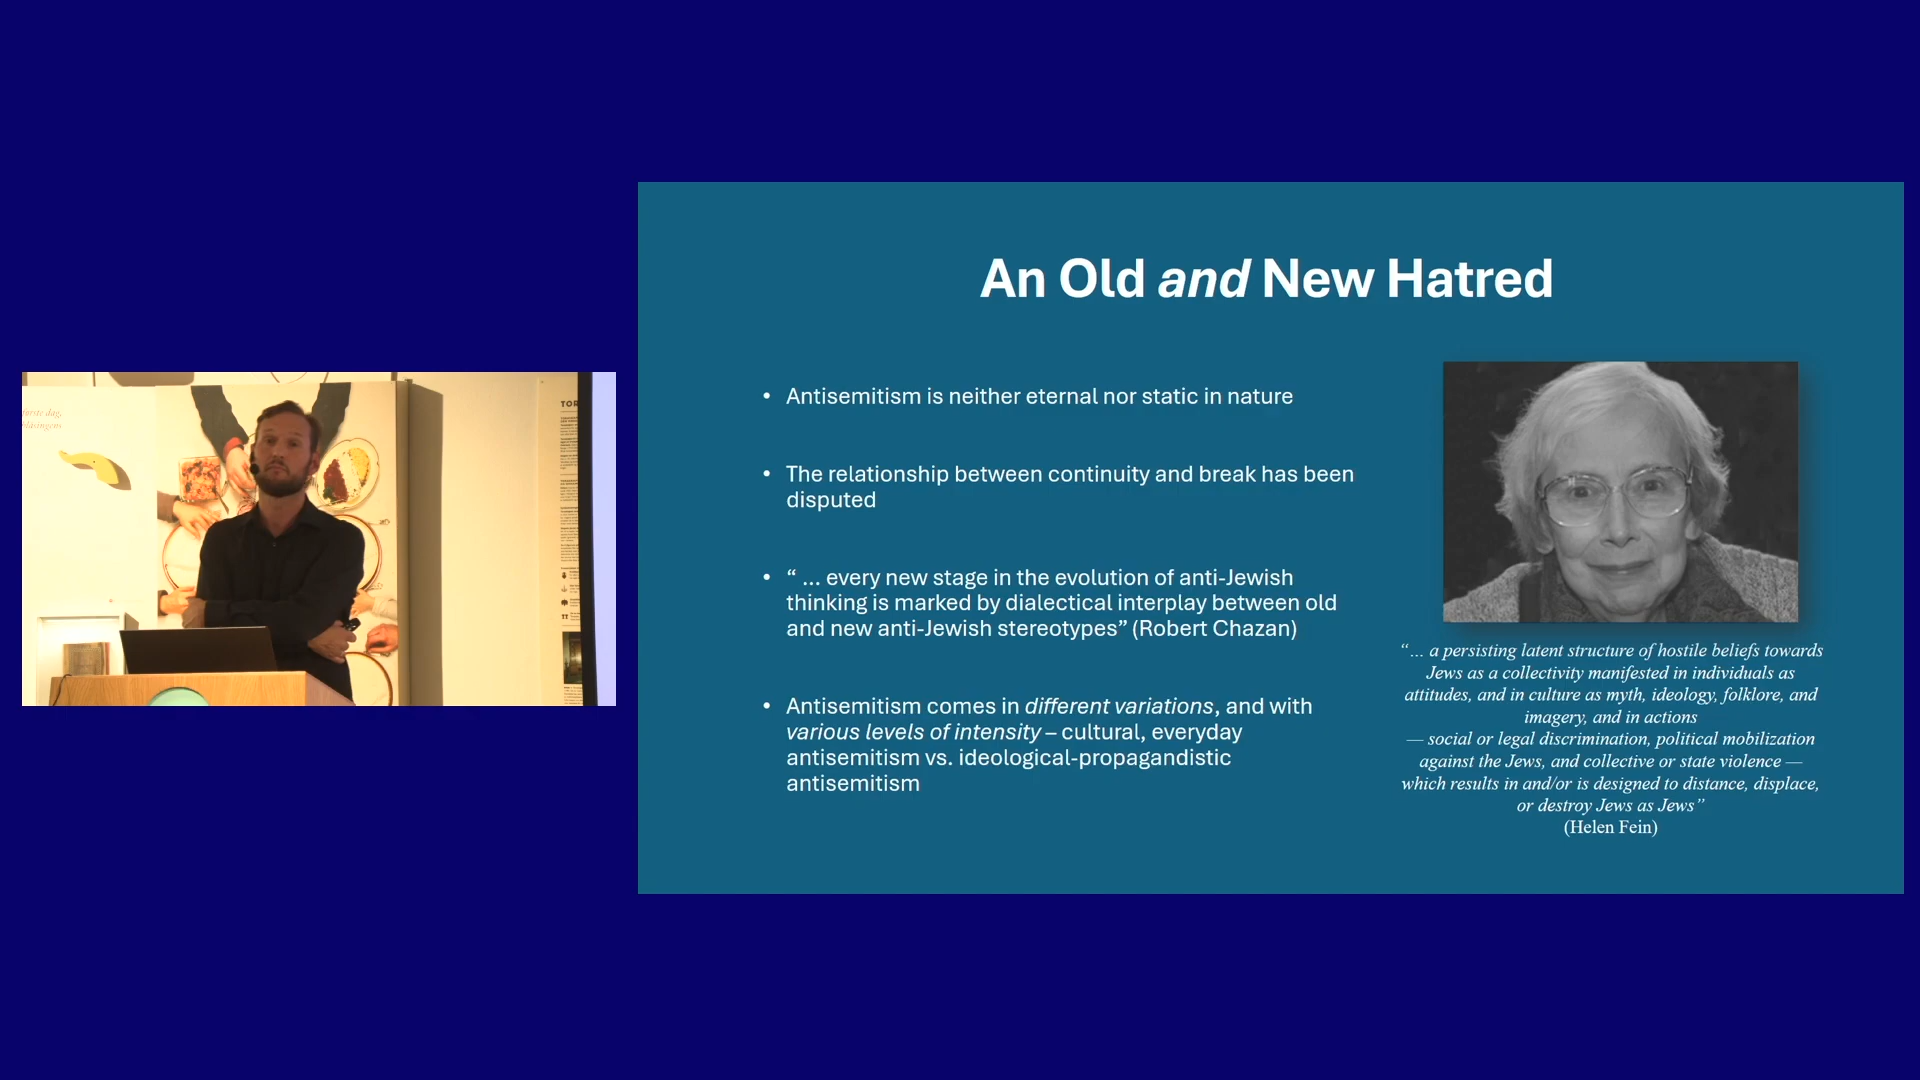 An Old and New Hatred
• Antisemitism is neither eternal nor static in nature
• The relationship between continuity and break has been
disputed
• “ ... every new stage in the evolution of anti-Jewish
thinking is marked by dialectical interplay between old
and new anti-Jewish stereotypes” (Robert Chazan)
• Antisemitism comes in different variations, and with
various levels of intensity – cultural, everyday
antisemitism vs. ideological-propagandistic
antisemitism
“... a persisting latent structure of hostile beliefs towards
Jews as a collectivity manifested in individuals as
attitudes, and in culture as myth, ideology, folklore, and
imagery, and in actions
— social or legal discrimination, political mobilization
against the Jews, and collective or state violence —
which results in and/or is designed to distance, displace,
or destroy Jews as Jews”
(Helen Fein)
første dag,
TOR